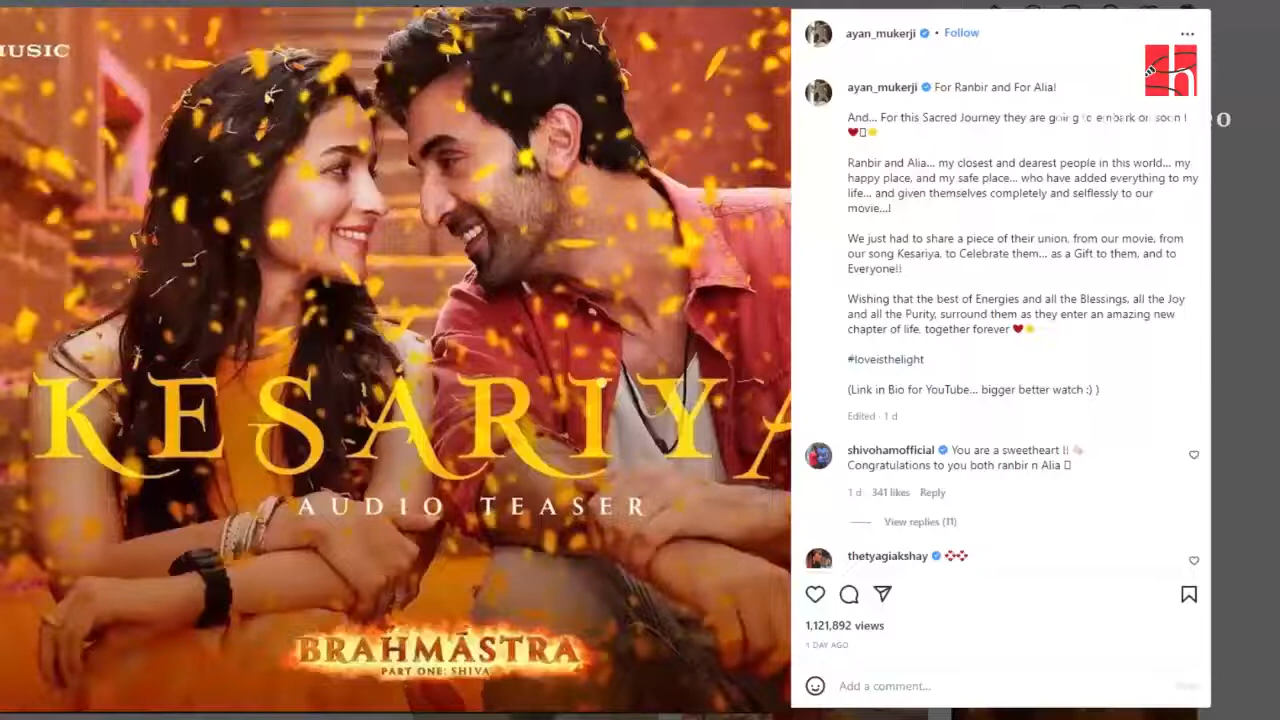 MUSIC
KESARIYA
AUDIO TEASER
BRAHMĀSTRA
PART ONE: SHIVA
ayan_mukerji • Follow
ayan_mukerji For Ranbir and For Alia!
And... For this Sacred Journey they are going to embark on soon !
❤️▯🌟
Ranbir and Alia... my closest and dearest people in this world... my
happy place, and my safe place... who have added everything to my
life... and given themselves completely and selflessly to our
movie...!
We just had to share a piece of their union, from our movie, from
our song Kesariya, to Celebrate them... as a Gift to them, and to
Everyone!!
Wishing that the best of Energies and all the Blessings, all the Joy
and all the Purity, surround them as they enter an amazing new
chapter of life, together forever ❤️🌟
#loveisthelight
(Link in Bio for YouTube... bigger better watch :) )
Edited · 1 d
shivohamofficial You are a sweetheart !!
Congratulations to you both ranbir n Alia ▯
1 d 341 likes Reply
View replies (11)
thetyagiakshay 💞💞
1,121,892 views
1 DAY AGO
Add a comment...
h